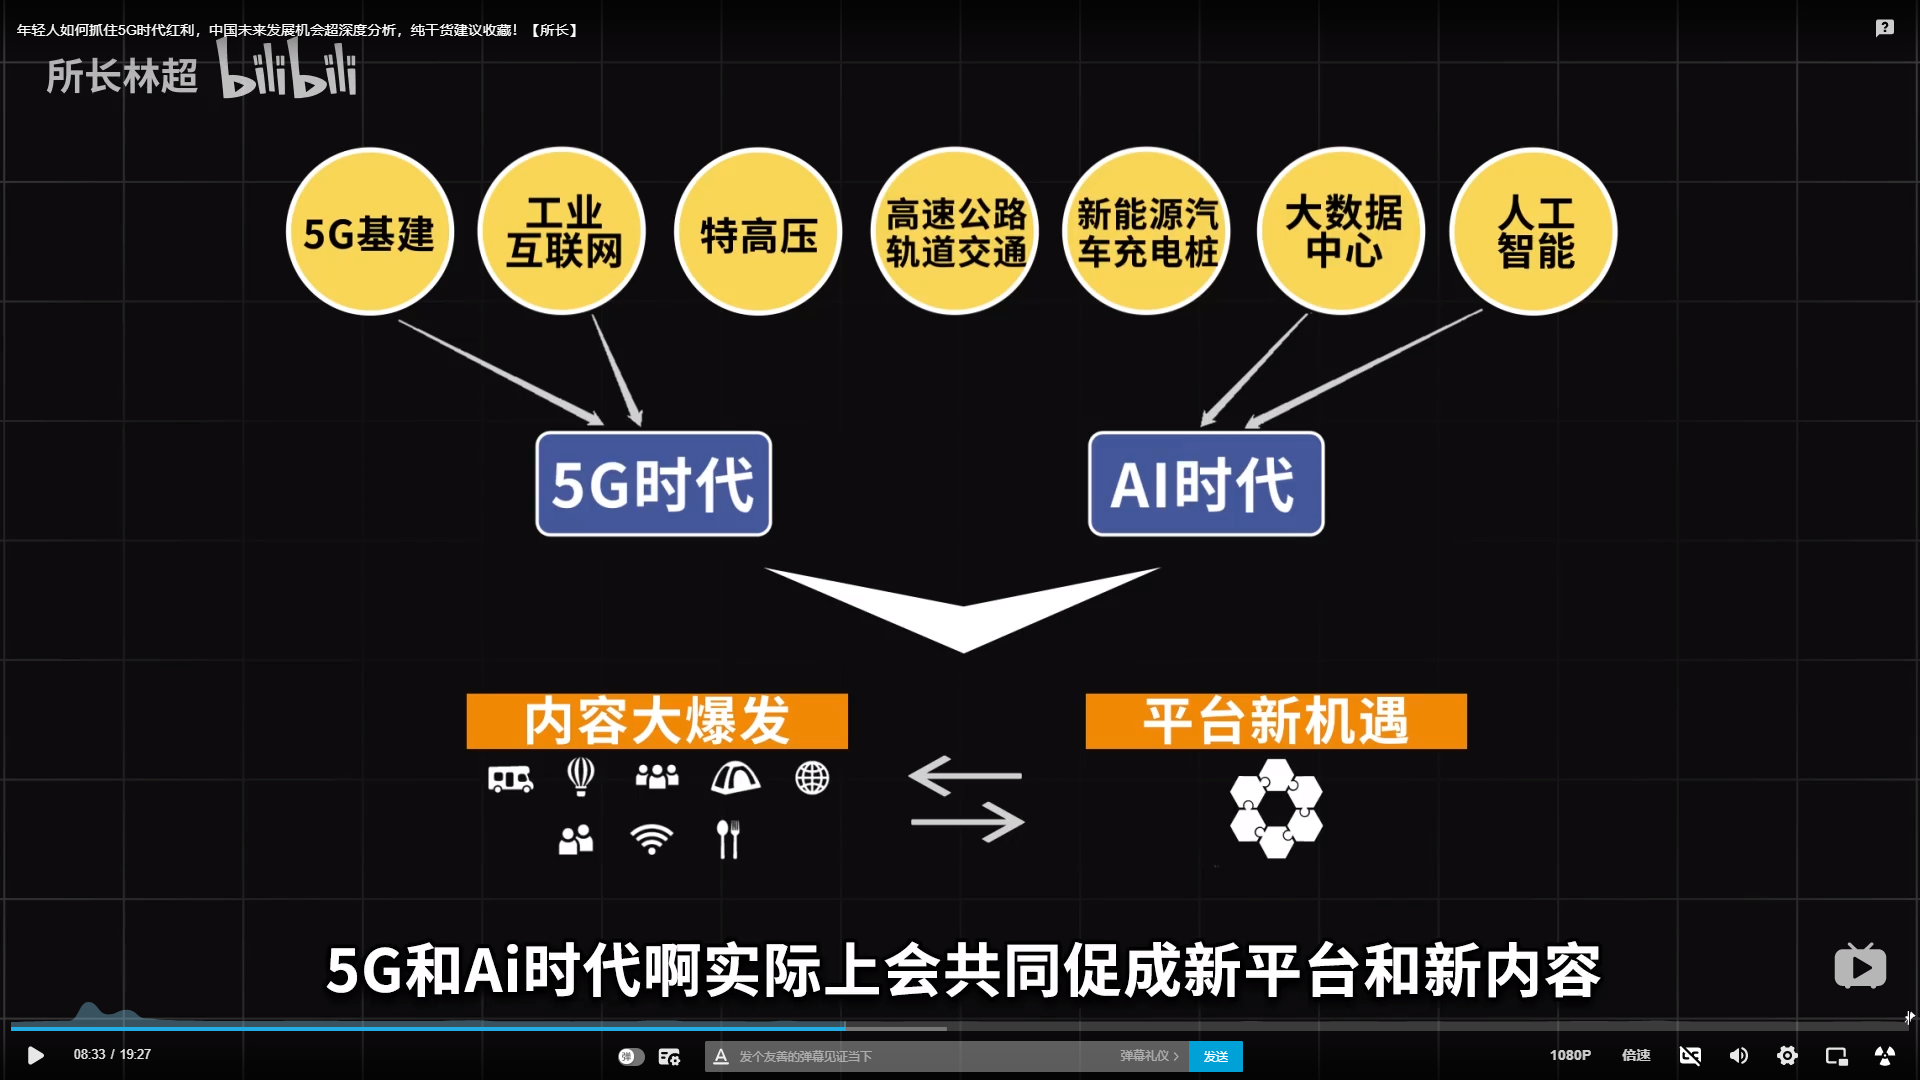 年轻人如何抓住5G时代红利，中国未来发展机会超深度分析，纯干货建议收藏！【所长】
所长林超 bilibili
5G基建
工业
互联网
特高压
高速公路
轨道交通
新能源汽
车充电桩
大数据
中心
人工
智能
5G时代
AI时代
内容大爆发
平台新机遇
5G和Ai时代啊实际上会共同促成新平台和新内容
08:33 / 19:27
弹
发个友善的弹幕见证当下
弹幕礼仪
发送
1080P
倍速